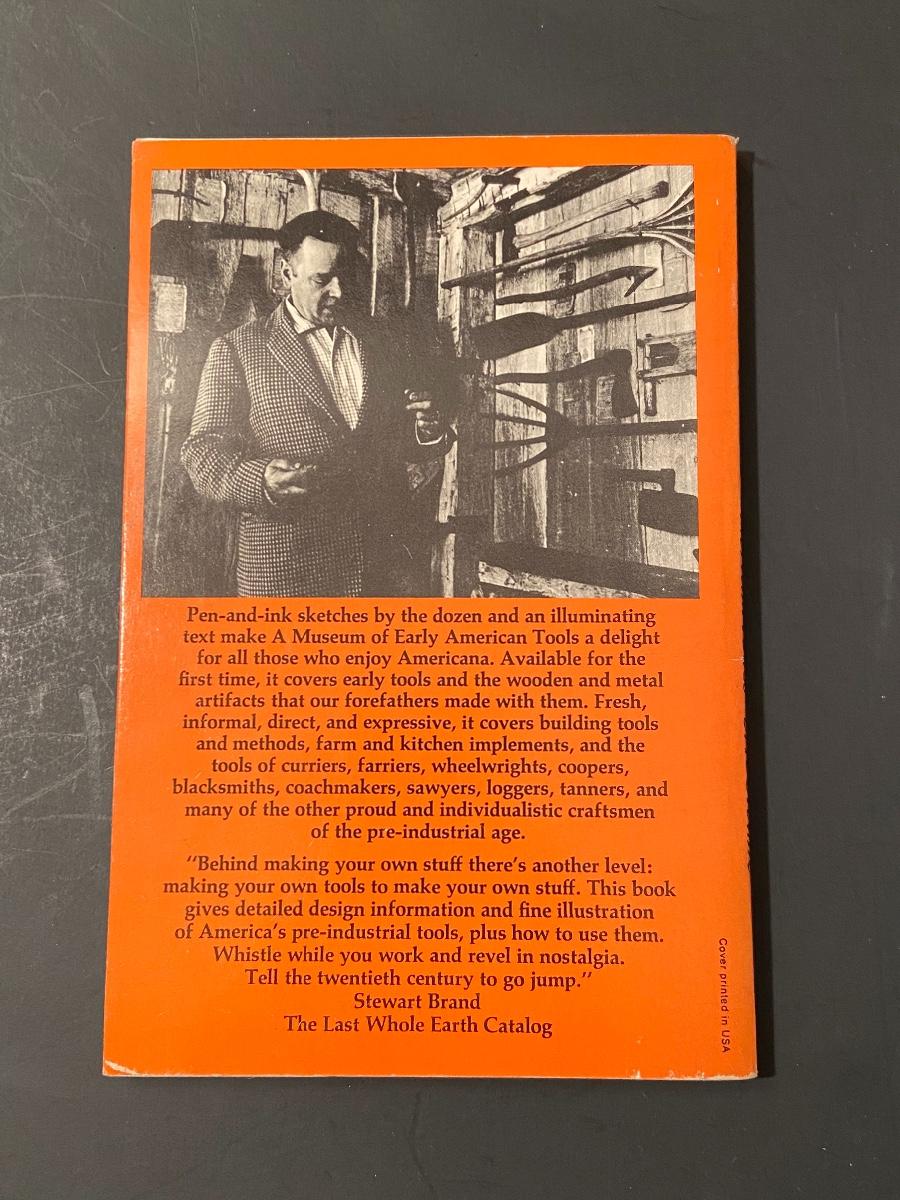 Pen-and-ink sketches by the dozen and an illuminating
text make A Museum of Early American Tools a delight
for all those who enjoy Americana. Available for the
first time, it covers early tools and the wooden and metal
artifacts that our forefathers made with them. Fresh,
informal, direct, and expressive, it covers building tools
and methods, farm and kitchen implements, and the
tools of curriers, farriers, wheelwrights, coopers,
blacksmiths, coachmakers, sawyers, loggers, tanners, and
many of the other proud and individualistic craftsmen
of the pre-industrial age.
"Behind making your own stuff there's another level:
making your own tools to make your own stuff. This book
gives detailed design information and fine illustration
of America's pre-industrial tools, plus how to use them.
Whistle while you work and revel in nostalgia.
Tell the twentieth century to go jump."
Stewart Brand
The Last Whole Earth Catalog
Cover printed in USA